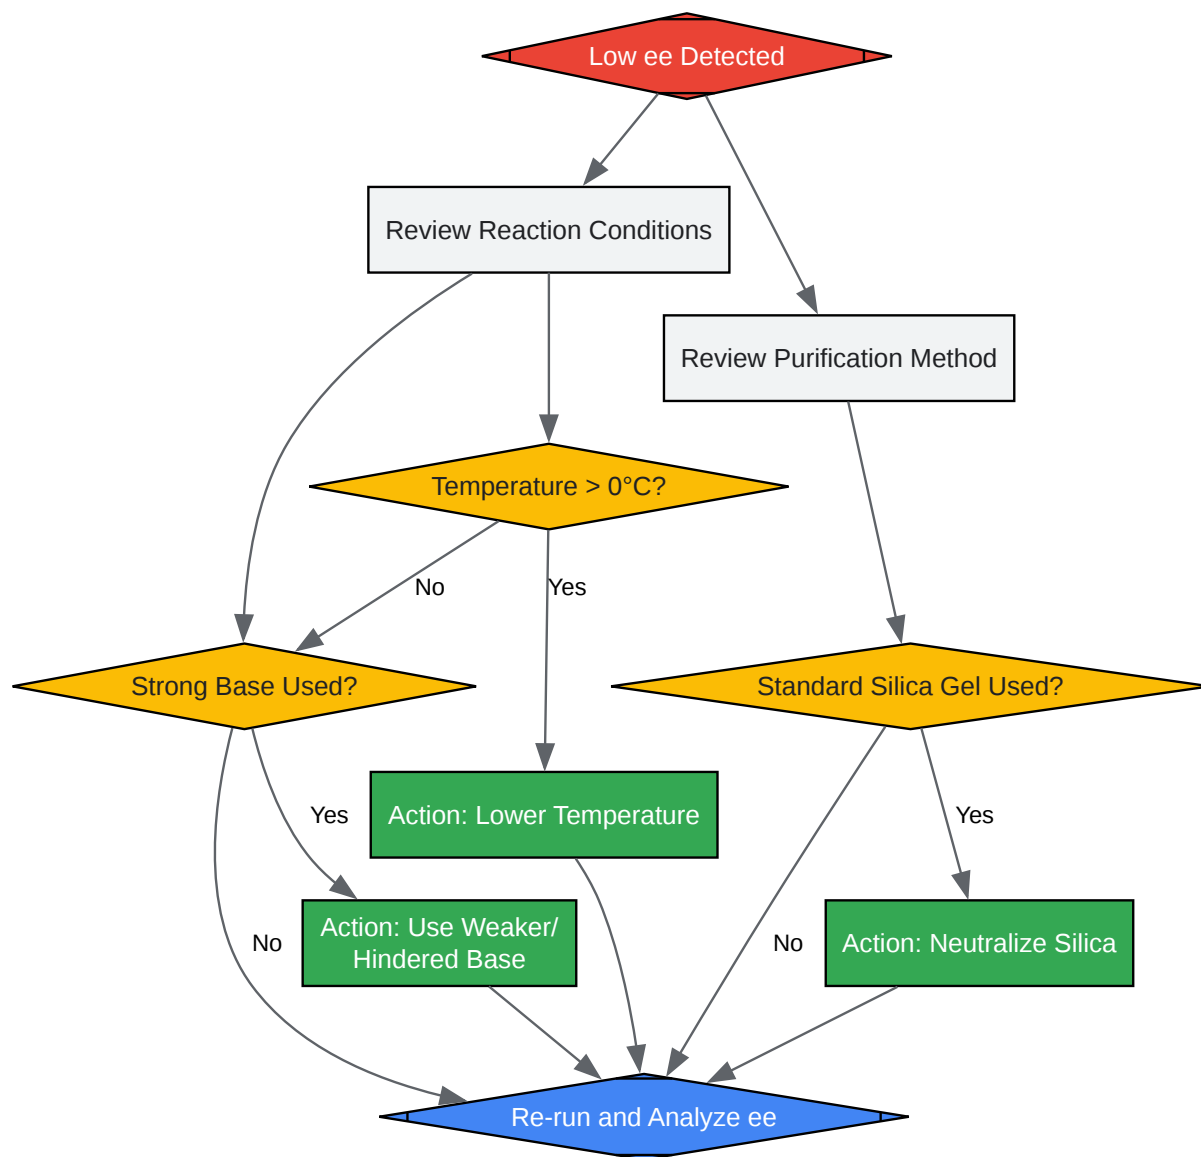 Low ee Detected
Review Reaction Conditions
Review Purification Method
Temperature > 0°C?
No
Yes
Strong Base Used?
Standard Silica Gel Used?
Yes
Action: Lower Temperature
Yes
No
Action: Use Weaker/
Hindered Base
No
Action: Neutralize Silica
Re-run and Analyze ee